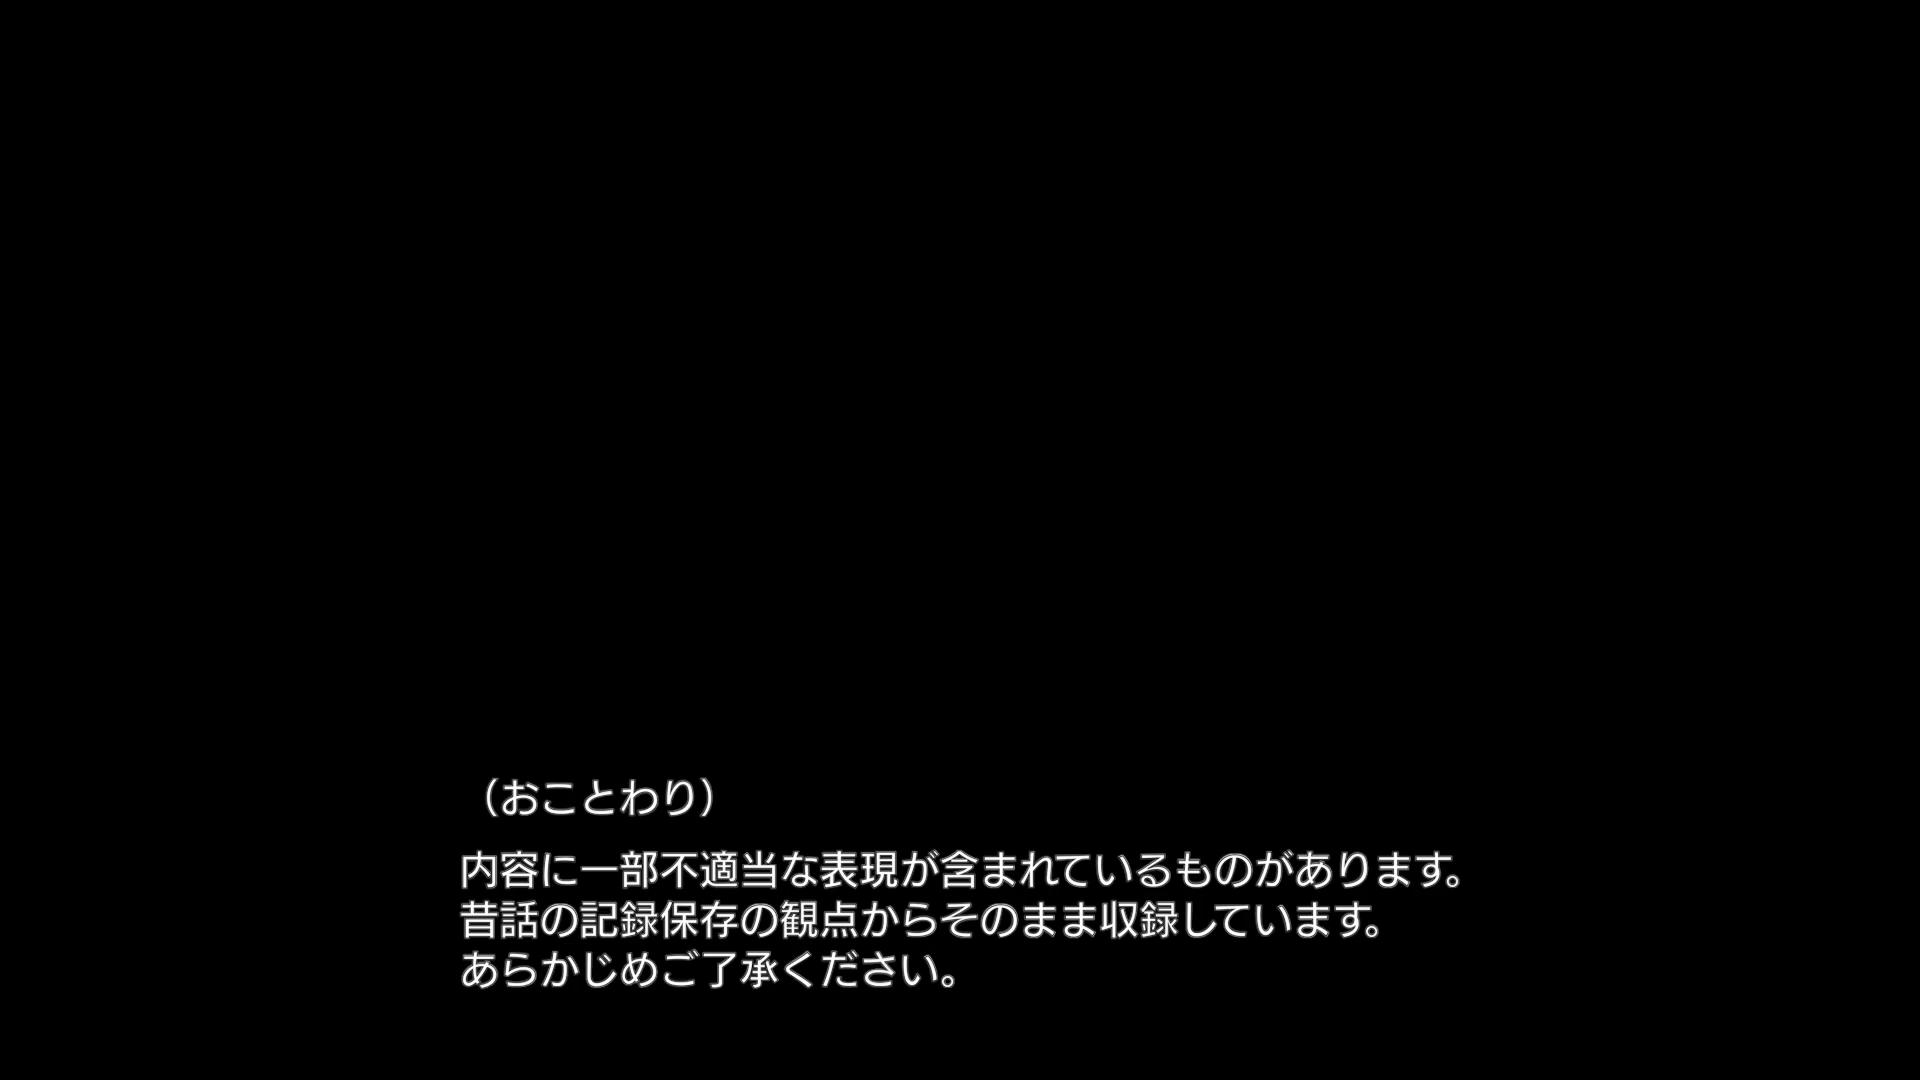 （おことわり）
内容に一部不適当な表現が含まれているものがあります。
昔話の記録保存の観点からそのまま収録しています。
あらかじめご了承ください。